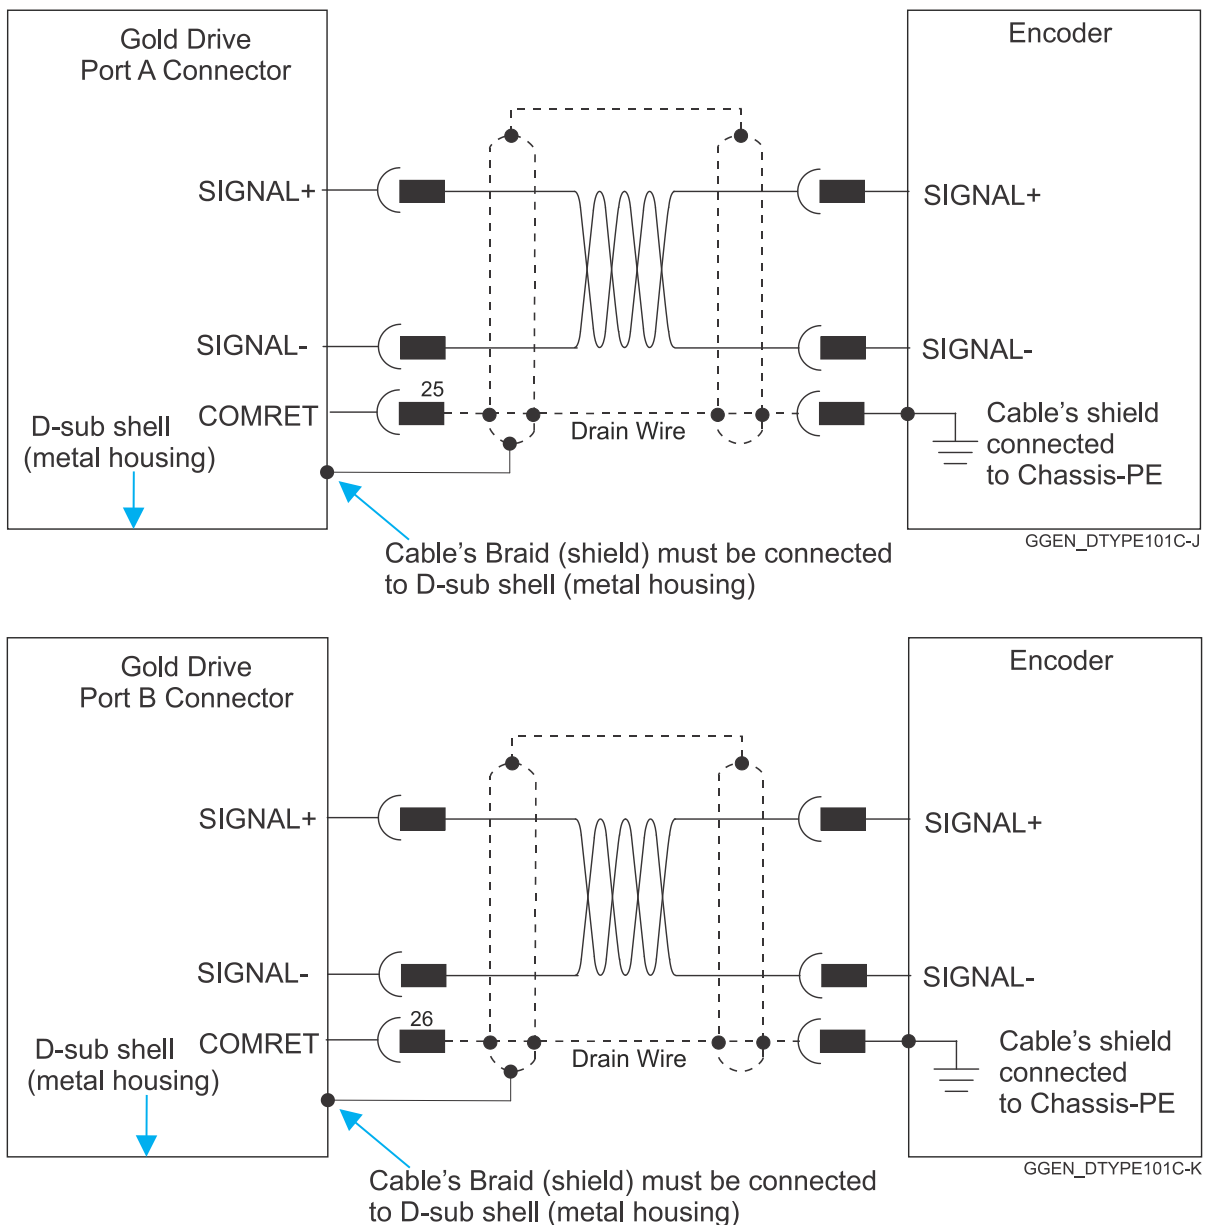 Gold Drive
Port A Connector
Encoder
SIGNAL+
SIGNAL+
SIGNAL-
SIGNAL-
25
COMRET
Drain Wire
D-sub shell
(metal housing)
Cable's shield
connected
to Chassis-PE
GGEN_DTYPE101C-J
Cable's Braid (shield) must be connected
to D-sub shell (metal housing)
Gold Drive
Port B Connector
Encoder
SIGNAL+
SIGNAL+
SIGNAL-
SIGNAL-
26
COMRET
Drain Wire
D-sub shell
(metal housing)
Cable's shield
connected
to Chassis-PE
GGEN_DTYPE101C-K
Cable's Braid (shield) must be connected
to D-sub shell (metal housing)